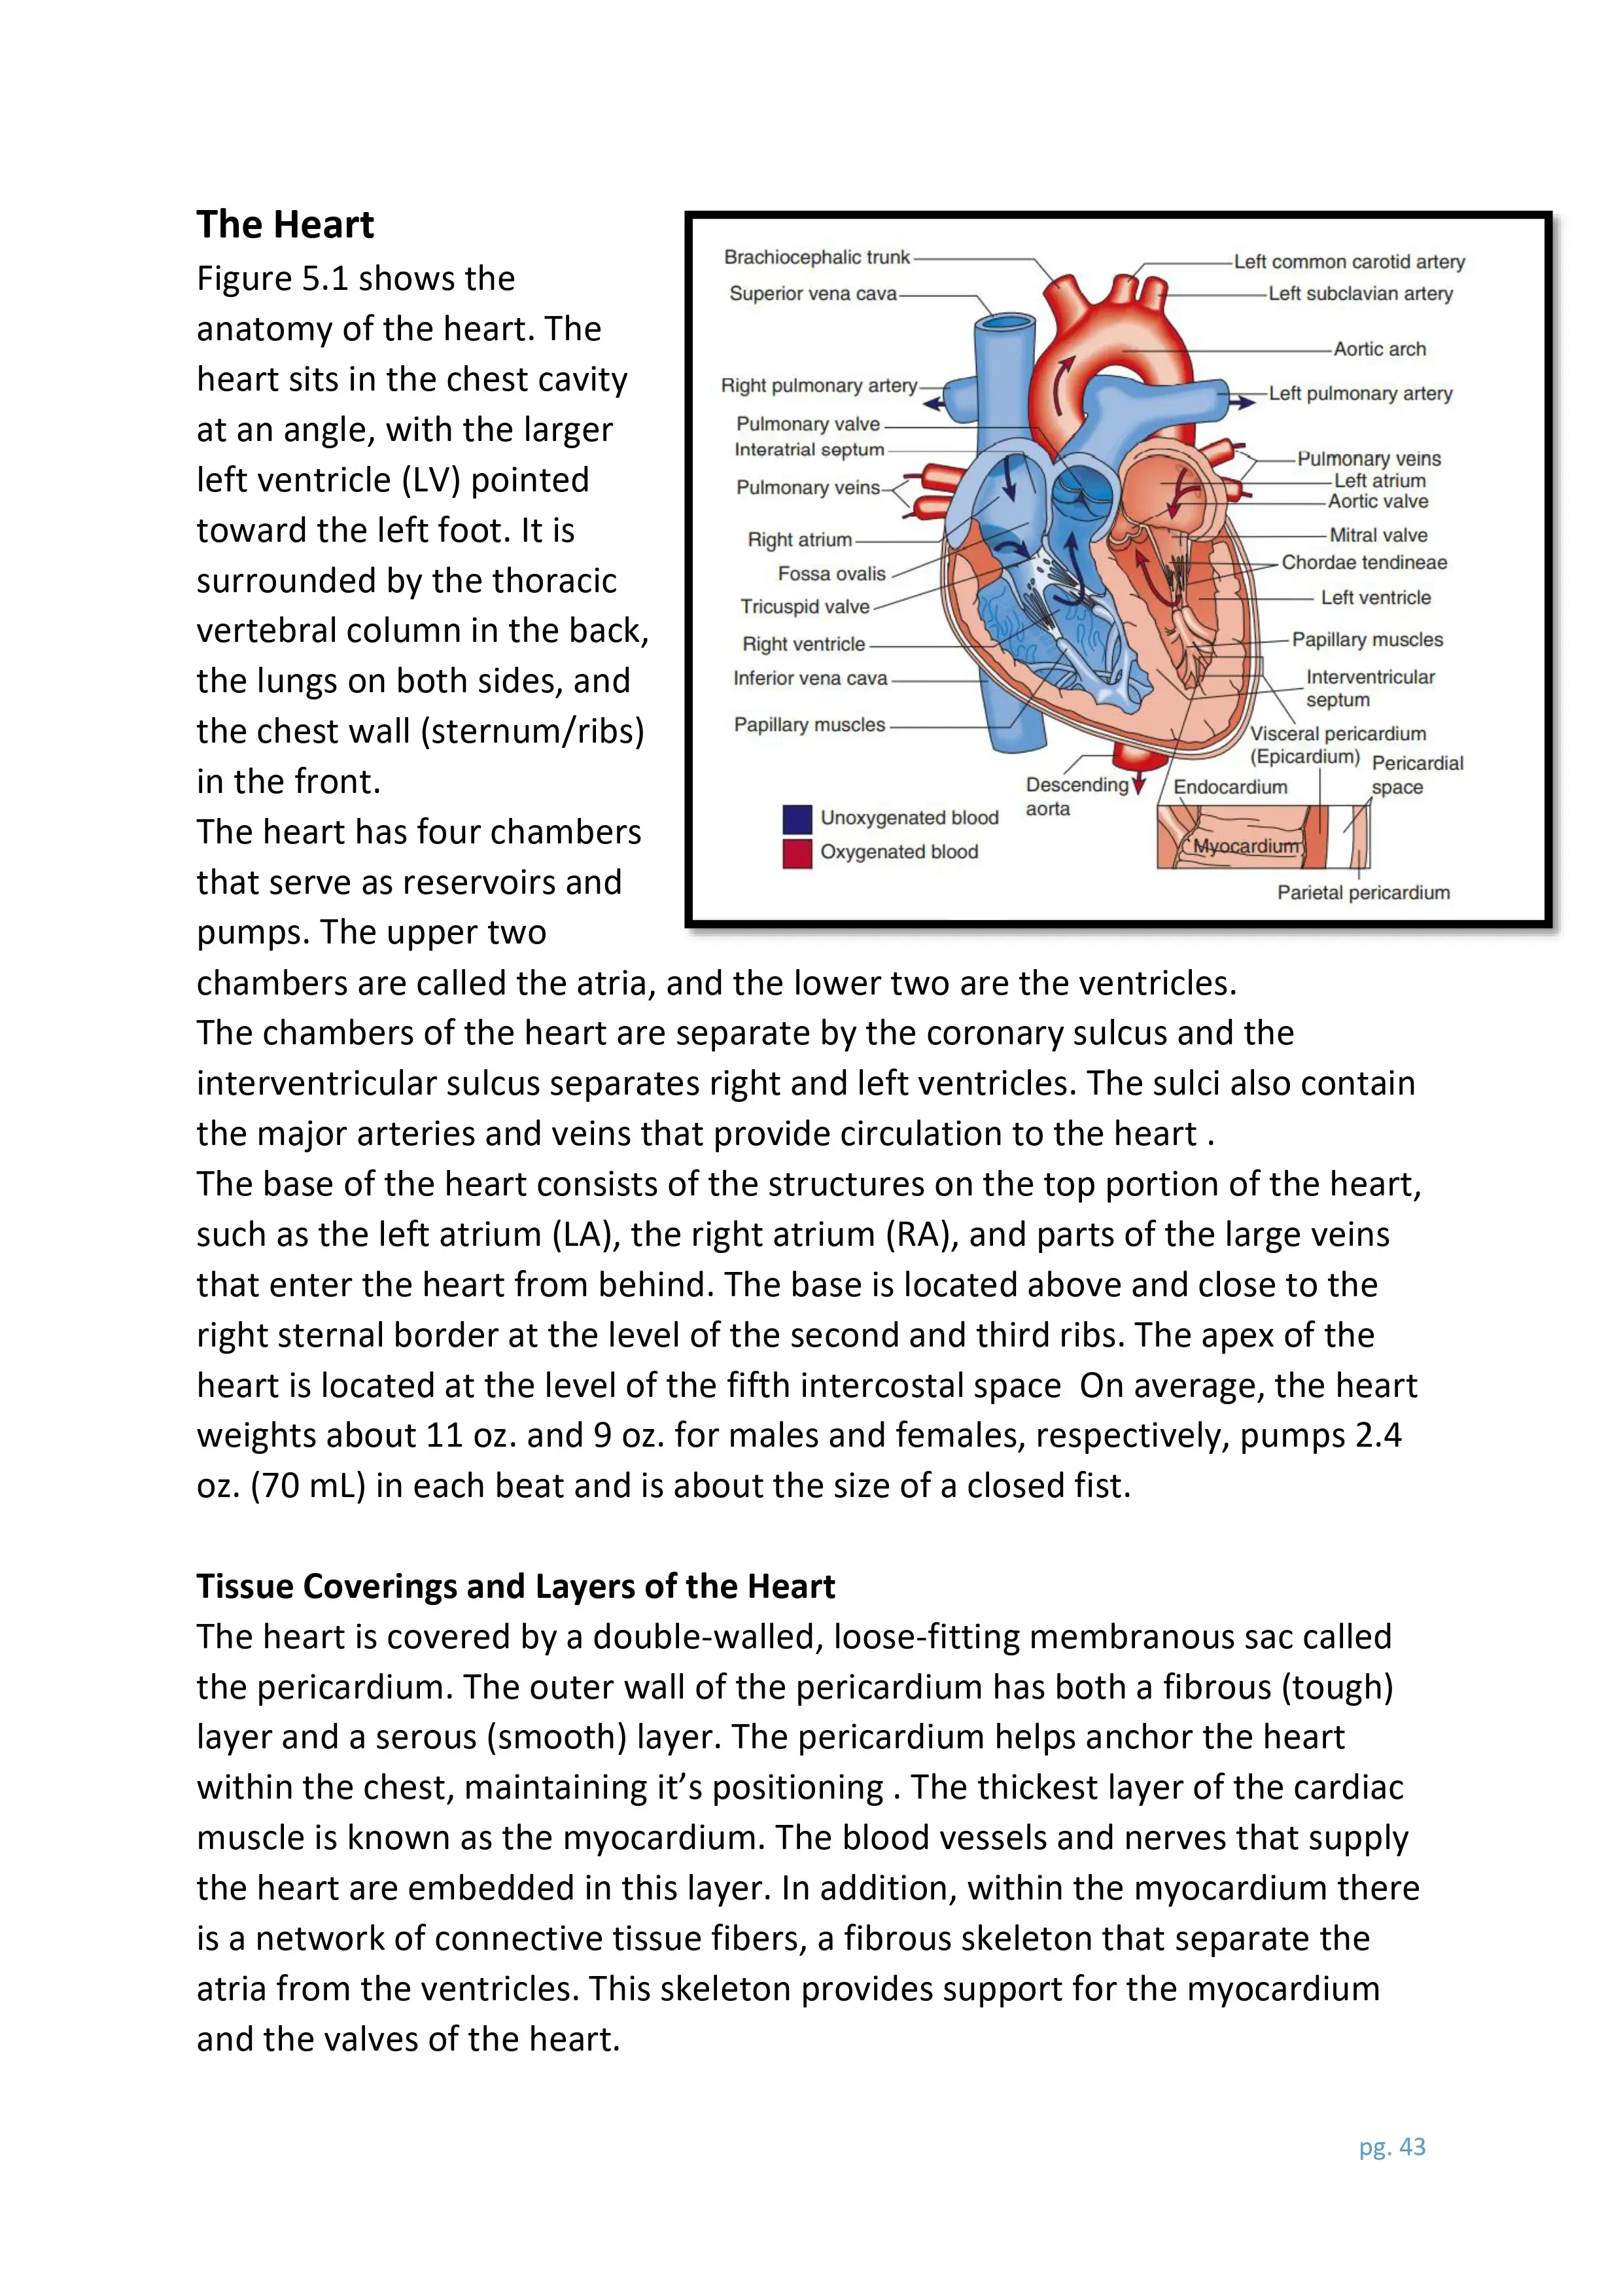 The Heart
Figure 5.1 shows the
anatomy of the heart. The
heart sits in the chest cavity
at an angle, with the larger
left ventricle (LV) pointed
toward the left foot. It is
surrounded by the thoracic
vertebral column in the back,
the lungs on both sides, and
the chest wall (sternum/ribs)
in the front.
The heart has four chambers
that serve as reservoirs and
pumps. The upper two
Brachiocephalic trunk
Superior vena cava
Right pulmonary artery
Pulmonary valve
Interatrial septum
Pulmonary veins
Right atrium
Fossa ovalis
Tricuspid valve
Right ventricle
Inferior vena cava
Papillary muscles
Left common carotid artery
Left subclavian artery
Aortic arch
Left pulmonary artery
Pulmonary veins
Left atrium
Aortic valve
Mitral valve
Chordae tendineae
Left ventricle
Papillary muscles
Interventricular
septum
Visceral pericardium
(Epicardium)
Pericardial
space
Descending
aorta
Endocardium
Myocardium
Parietal pericardium
Unoxygenated blood
Oxygenated blood
chambers are called the atria, and the lower two are the ventricles.
The chambers of the heart are separate by the coronary sulcus and the
interventricular sulcus separates right and left ventricles. The sulci also contain
the major arteries and veins that provide circulation to the heart .
The base of the heart consists of the structures on the top portion of the heart,
such as the left atrium (LA), the right atrium (RA), and parts of the large veins
that enter the heart from behind. The base is located above and close to the
right sternal border at the level of the second and third ribs. The apex of the
heart is located at the level of the fifth intercostal space  On average, the heart
weights about 11 oz. and 9 oz. for males and females, respectively, pumps 2.4
oz. (70 mL) in each beat and is about the size of a closed fist.
Tissue Coverings and Layers of the Heart
The heart is covered by a double-walled, loose-fitting membranous sac called
the pericardium. The outer wall of the pericardium has both a fibrous (tough)
layer and a serous (smooth) layer. The pericardium helps anchor the heart
within the chest, maintaining it’s positioning . The thickest layer of the cardiac
muscle is known as the myocardium. The blood vessels and nerves that supply
the heart are embedded in this layer. In addition, within the myocardium there
is a network of connective tissue fibers, a fibrous skeleton that separate the
atria from the ventricles. This skeleton provides support for the myocardium
and the valves of the heart.
pg. 43